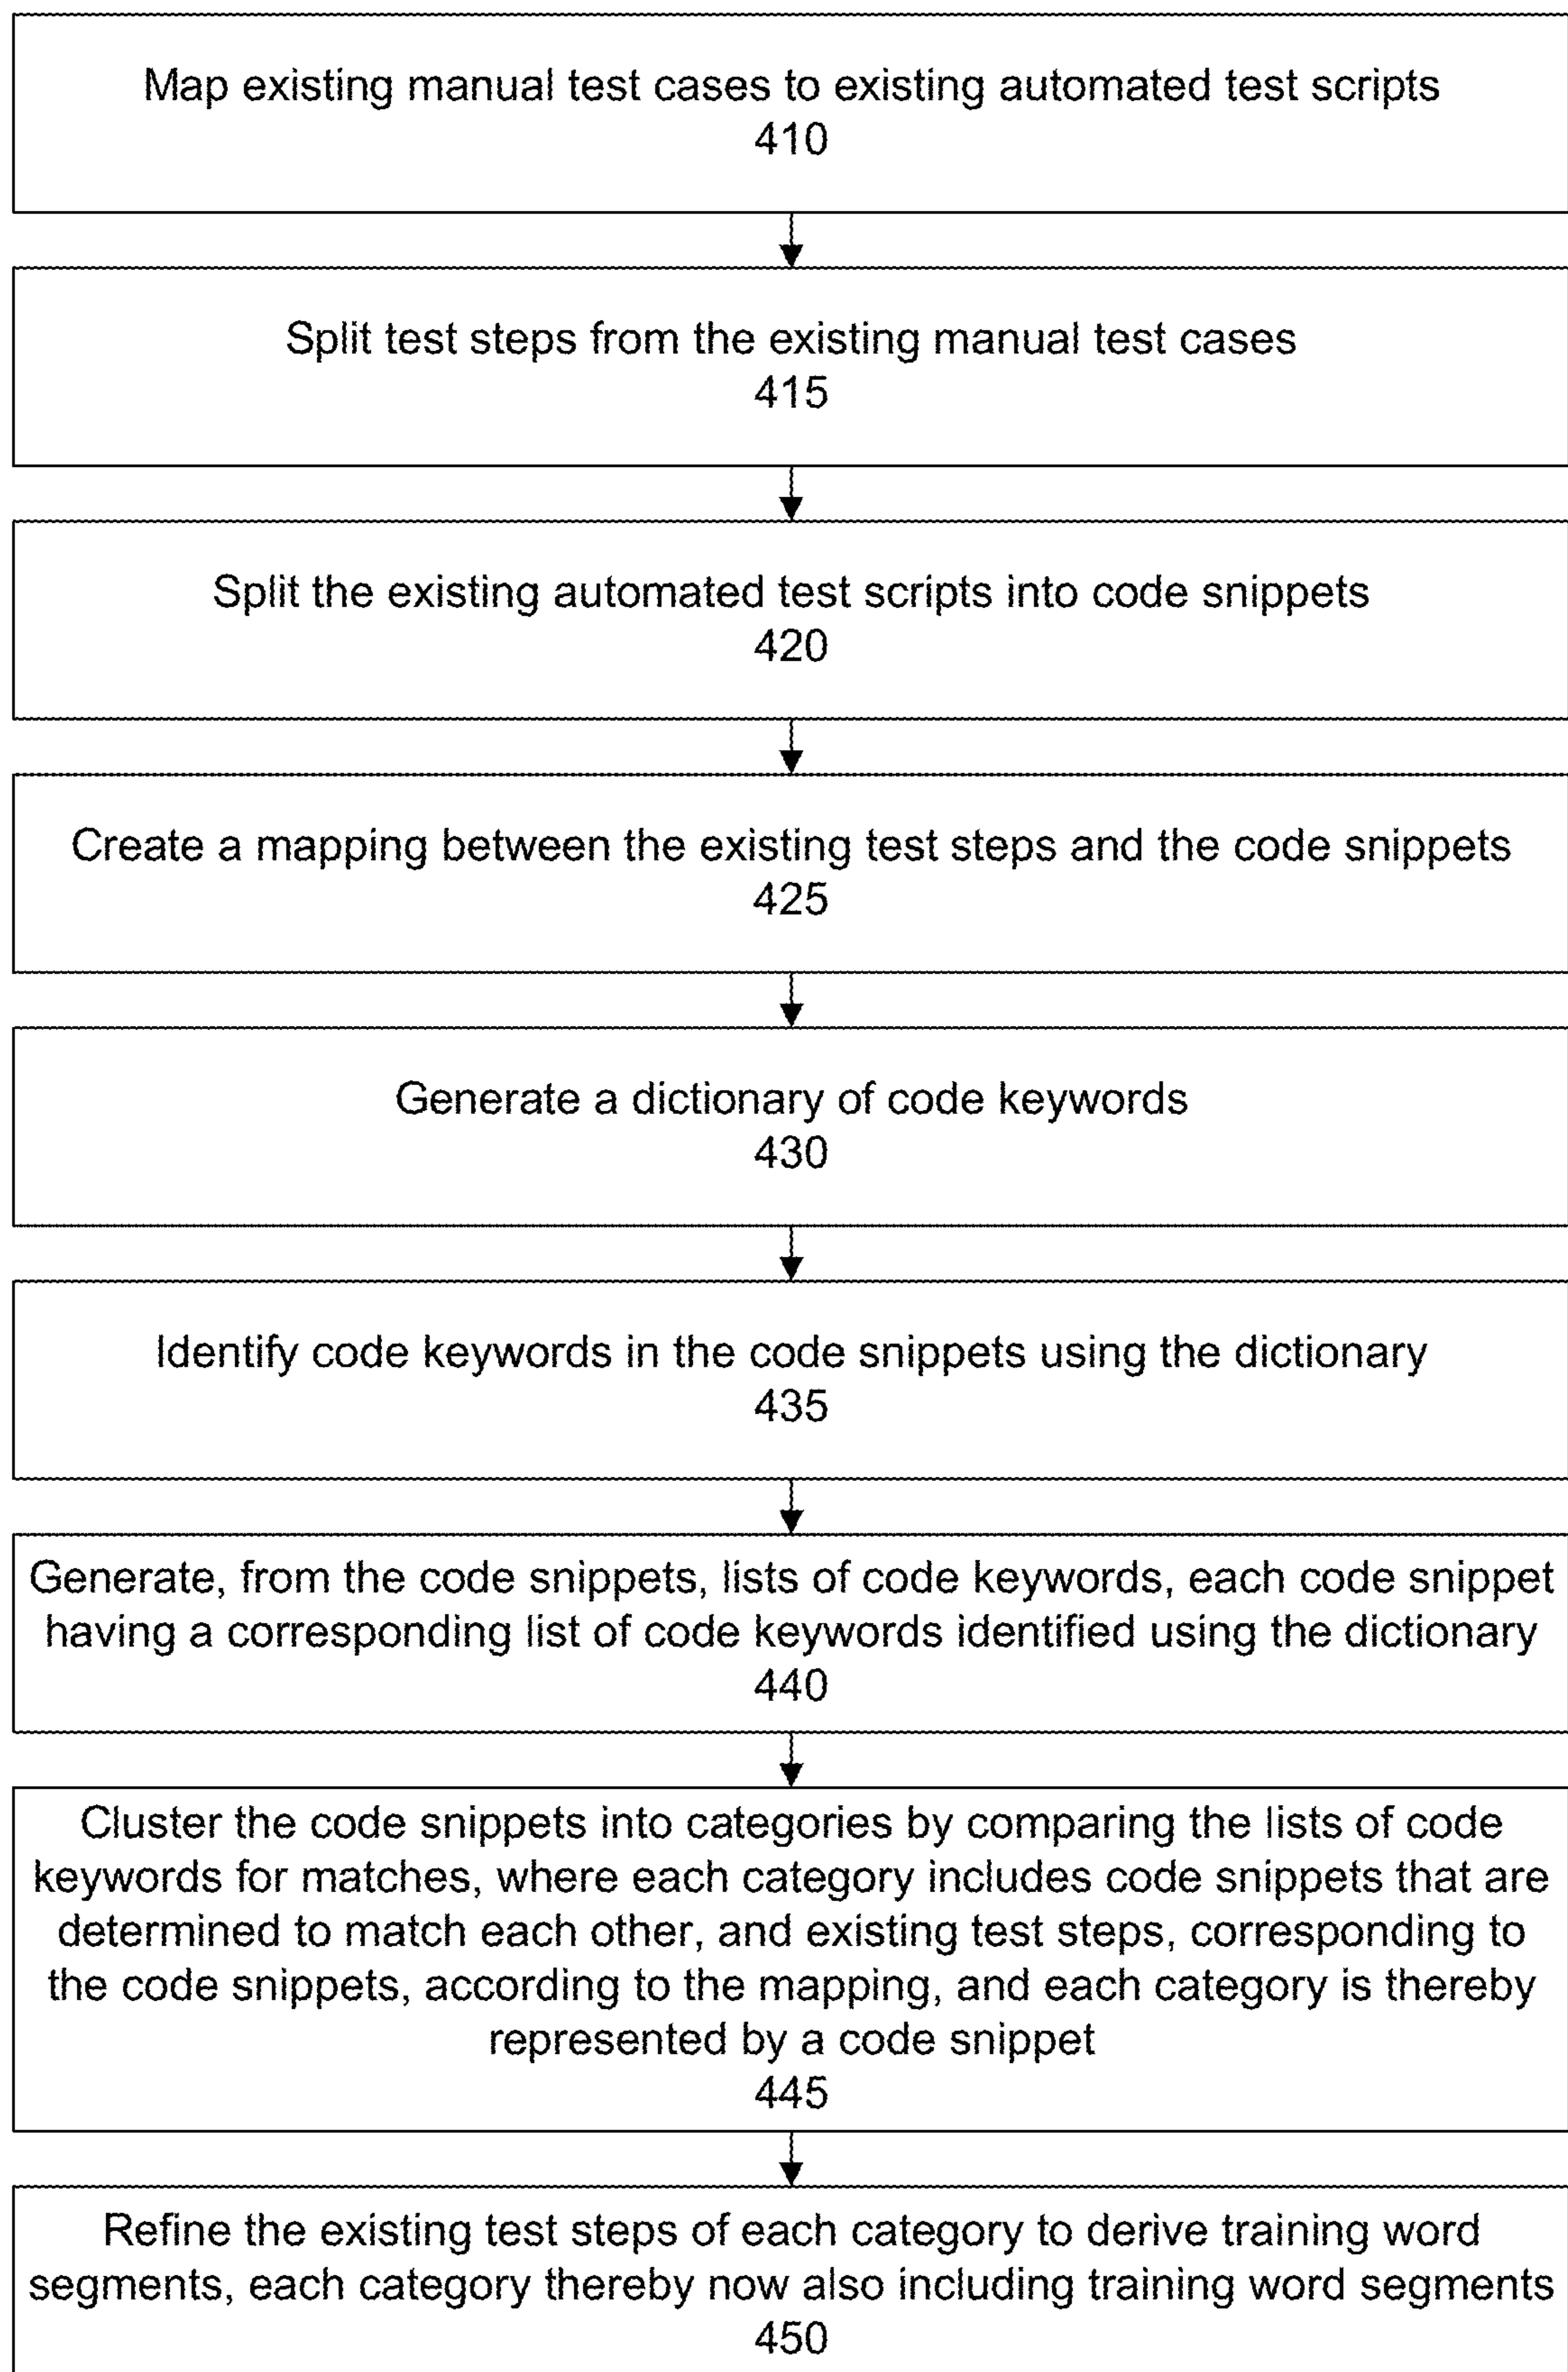 Map existing manual test cases to existing automated test scripts
410
Split test steps from the existing manual test cases
415
Split the existing automated test scripts into code snippets
420
Create a mapping between the existing test steps and the code snippets
425
Generate a dictionary of code keywords
430
Identify code keywords in the code snippets using the dictionary
435
Generate, from the code snippets, lists of code keywords, each code snippet
having a corresponding list of code keywords identified using the dictionary
440
Cluster the code snippets into categories by comparing the lists of code
keywords for matches, where each category includes code snippets that are
determined to match each other, and existing test steps, corresponding to
the code snippets, according to the mapping, and each category is thereby
represented by a code snippet
445
Refine the existing test steps of each category to derive training word
segments, each category thereby now also including training word segments
450